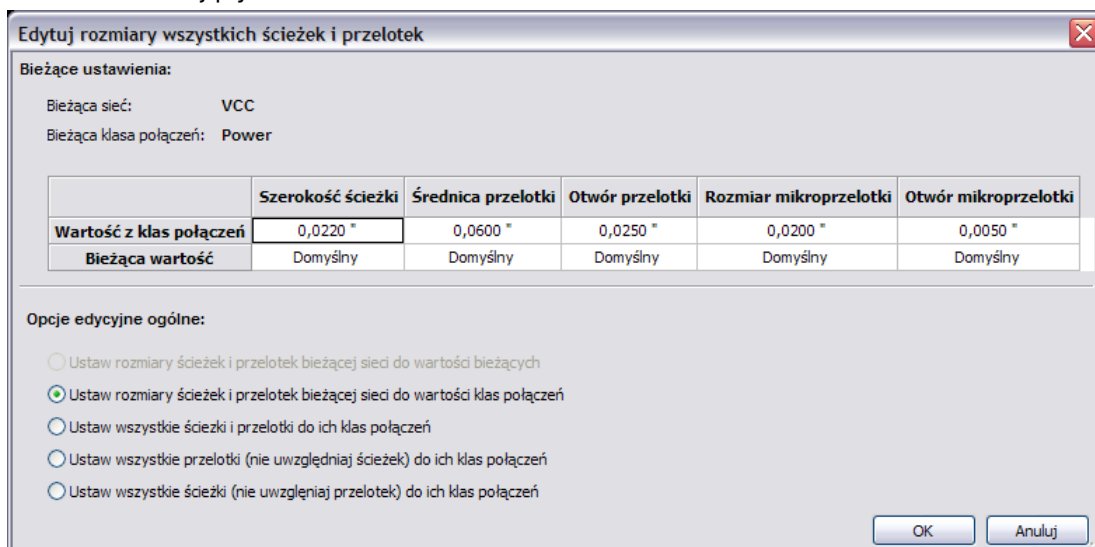 Edytuj rozmiary wszystkich ścieżek i przelotek
Bieżące ustawienia:
Bieżąca sieć: VCC
Bieżąca klasa połączeń: Power
Szerokość ścieżki Średnica przelotki Otwór przelotki Rozmiar mikroprzelotki Otwór mikroprzelotki
Wartość z klas połączeń 0,0220 " 0,0600 " 0,0250 " 0,0200 " 0,0050 "
Bieżąca wartość Domyślny Domyślny Domyślny Domyślny Domyślny
Opcje edycyjne ogólne:
Ustaw rozmiary ścieżek i przelotek bieżącej sieci do wartości bieżących
Ustaw rozmiary ścieżek i przelotek bieżącej sieci do wartości klas połączeń
Ustaw wszystkie ściezki i przelotki do ich klas połączeń
Ustaw wszystkie przelotki (nie uwzględniaj ścieżek) do ich klas połączeń
Ustaw wszystkie ścieżki (nie uwzglęniaj przelotek) do ich klas połączeń
OK Anuluj